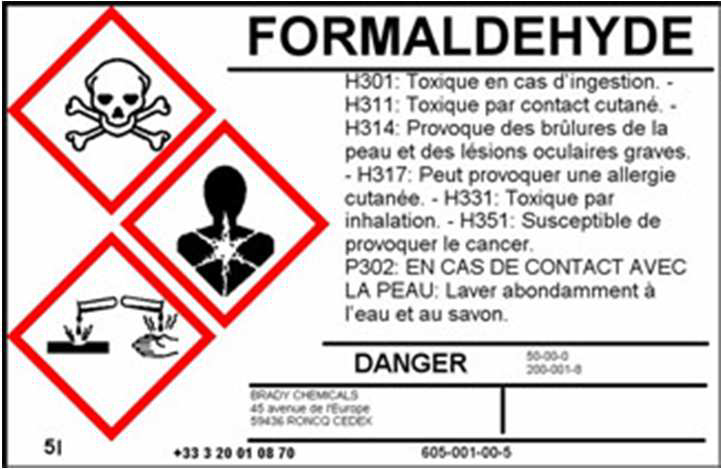 FORMALDEHYDE
H301: Toxique en cas d'ingestion. -
H311: Toxique par contact cutané. -
H314: Provoque des brûlures de la
peau et des lésions oculaires graves.
- H317: Peut provoquer une allergie
cutanée. - H331: Toxique par
inhalation. - H351: Susceptible de
provoquer le cancer.
P302: EN CAS DE CONTACT AVEC
LA PEAU: Laver abondamment à
l'eau et au savon.
DANGER
50-00-0
200-001-8
BRADY CHEMICALS
45 avenue de l'Europe
59436 RONCQ CEDEX
5l
+33 3 20 01 08 70
605-001-00-5